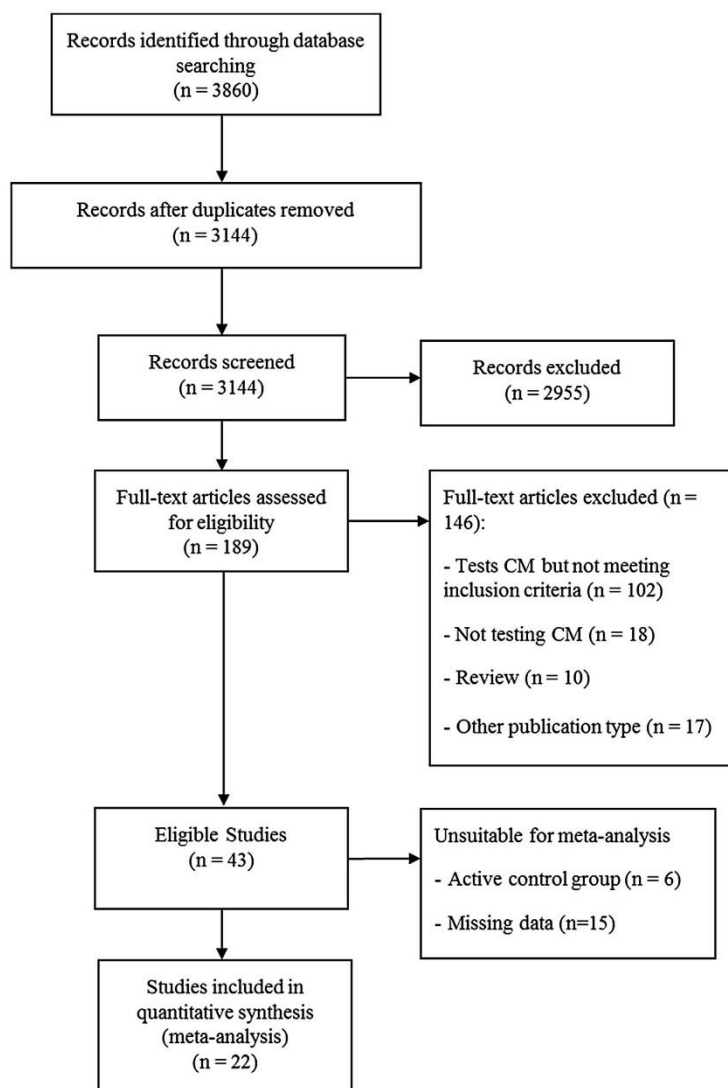 Records identified through database
searching
(n = 3860)
Records after duplicates removed
(n = 3144)
Records screened
(n = 3144)
Records excluded
(n = 2955)
Full-text articles assessed
for eligibility
(n = 189)
Full-text articles excluded (n =
146):
- Tests CM but not meeting
inclusion criteria (n = 102)
- Not testing CM (n = 18)
- Review (n = 10)
- Other publication type (n = 17)
Eligible Studies
(n = 43)
Unsuitable for meta-analysis
- Active control group (n = 6)
- Missing data (n=15)
Studies included in
quantitative synthesis
(meta-analysis)
(n = 22)